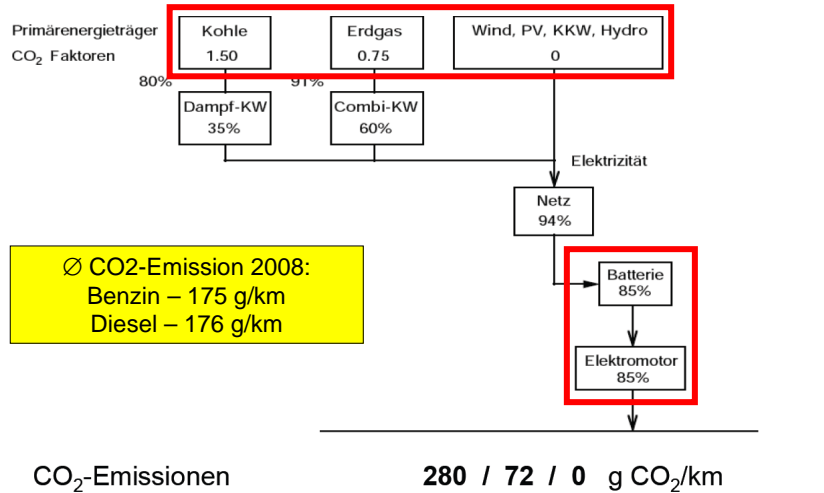 Primärenergieträger Kohle Erdgas Wind, PV, KKW, Hydro
CO₂ Faktoren 1.50 0.75 0
80% 91%
Dampf-KW Combi-KW
35% 60%
Elektrizität
Netz
94%
∅ CO2-Emission 2008:
Benzin – 175 g/km
Diesel – 176 g/km
Batterie
85%
Elektromotor
85%
CO₂-Emissionen 280 / 72 / 0 g CO₂/km